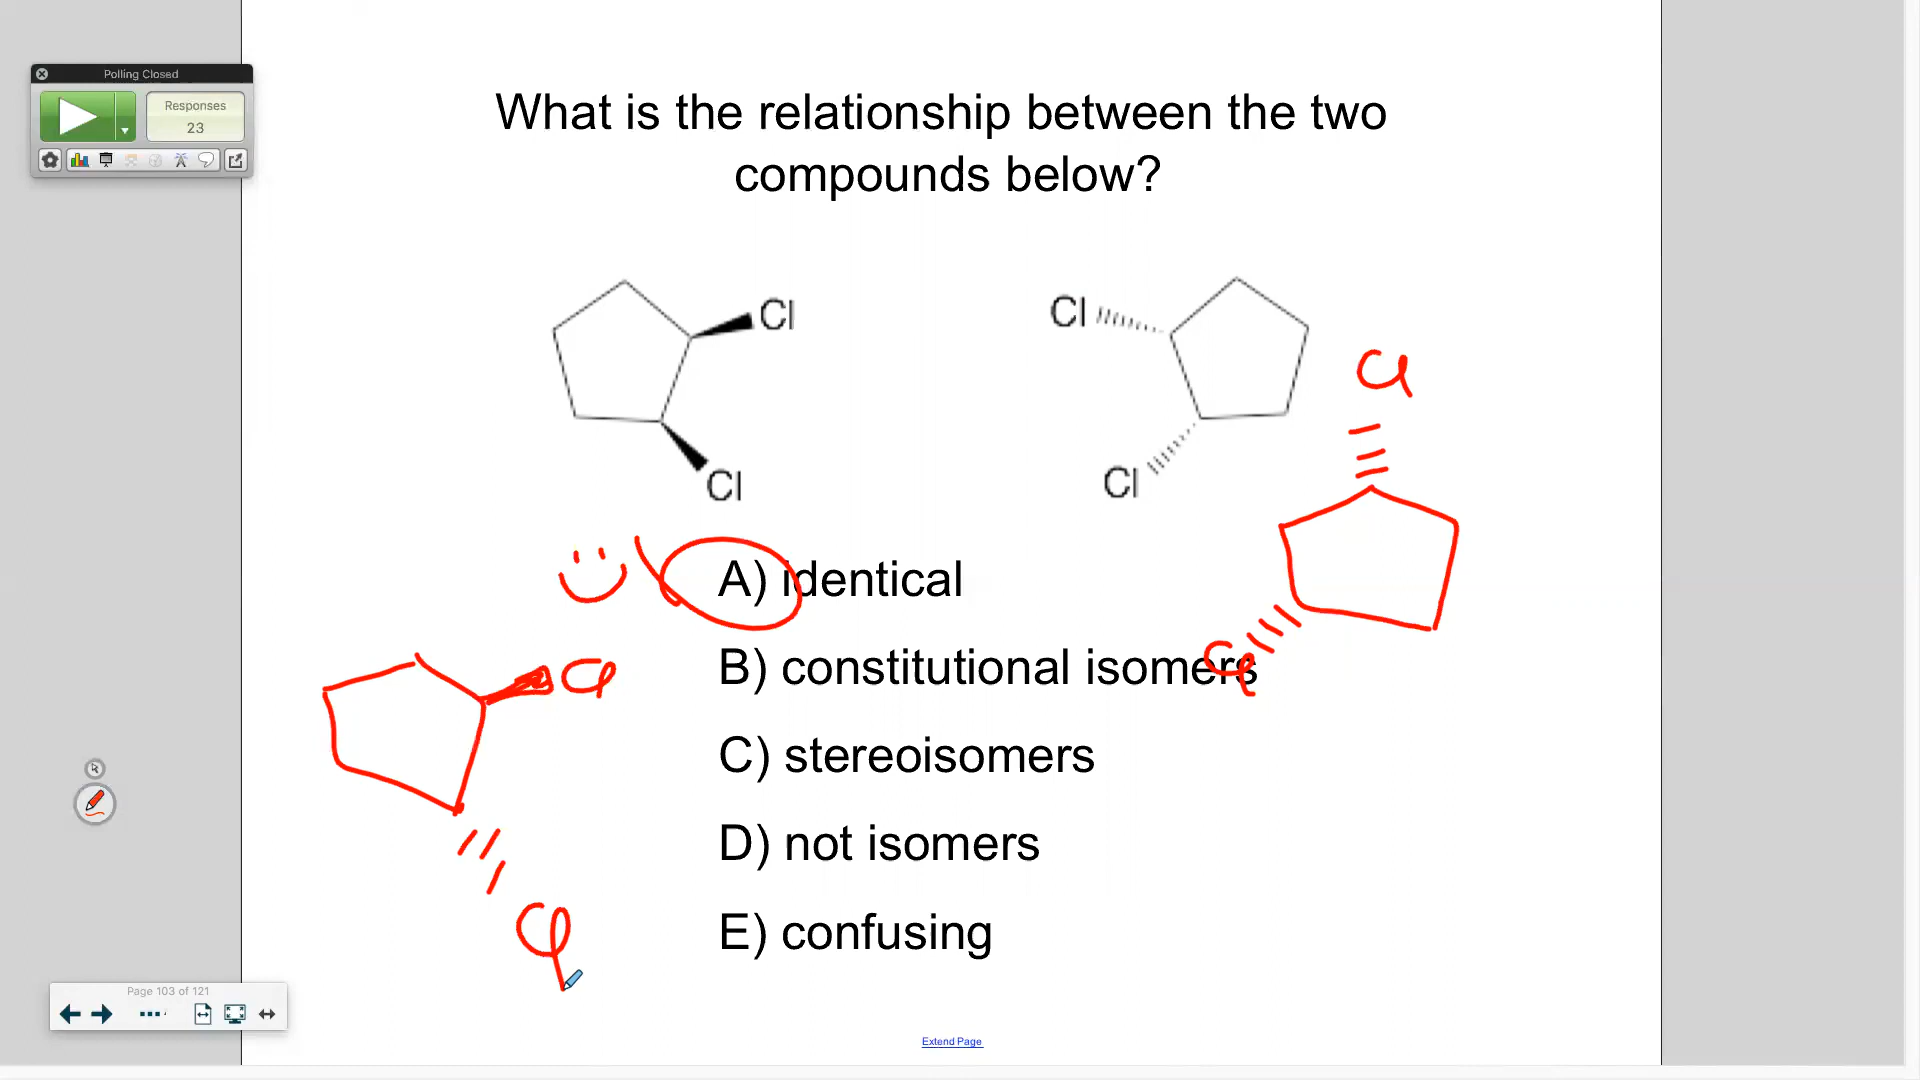 Polling Closed
Responses
23
What is the relationship between the two
compounds below?
Cl
Cl
Cl
Cl
Cl
A) identical
B) constitutional isomers
Cl
Cl
C) stereoisomers
D) not isomers
E) confusing
Cl
Page 103 of 121
Extend Page